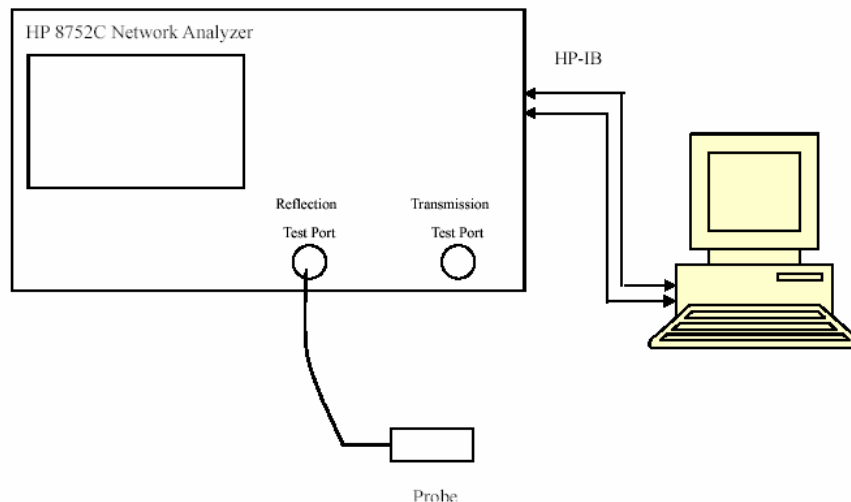 HP 8752C Network Analyzer
HP-IB
Reflection
Test Port
Transmission
Test Port
Probe